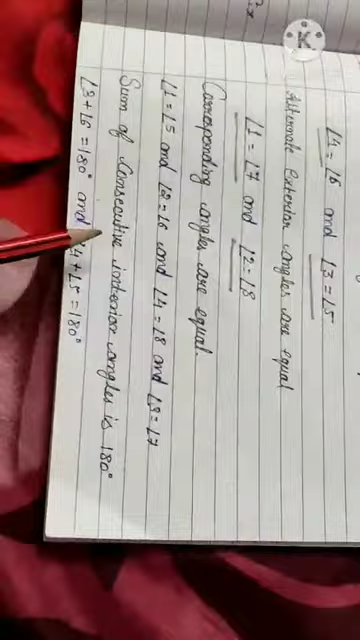 ∠4 = ∠6 and ∠3 = ∠5
Alternate Exterior angles are equal
∠1 = ∠7 and ∠2 = ∠8
Corresponding angles are equal.
∠1 = ∠5 and ∠2 = ∠6 and ∠4 = ∠8 and ∠3 = ∠7
Sum of Consecutive interior angles is 180°
∠3 + ∠6 = 180° and ∠4 + ∠5 = 180°